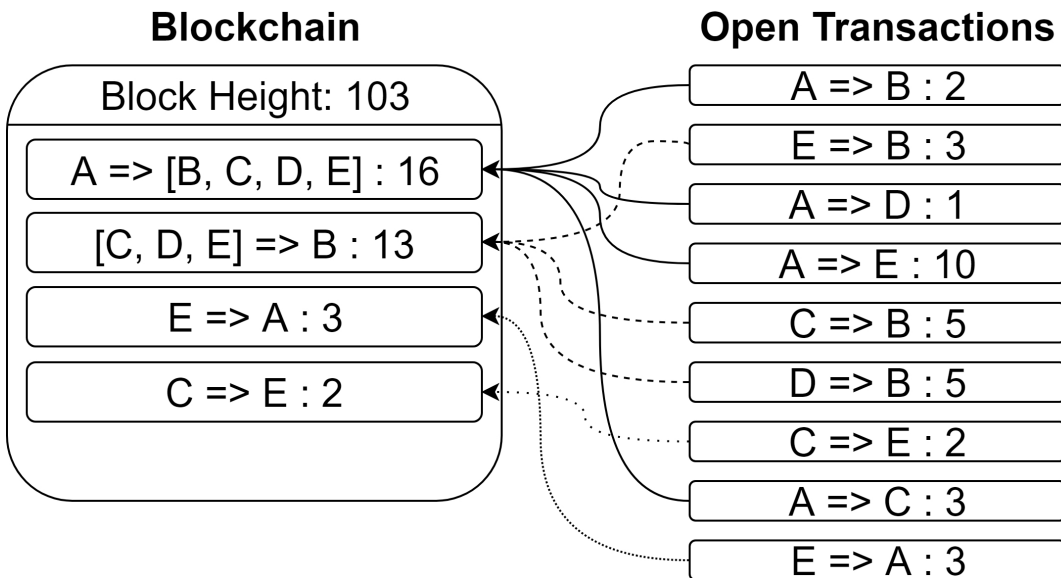 Blockchain
Block Height: 103
A => [B, C, D, E] : 16
[C, D, E] => B : 13
E => A : 3
C => E : 2
Open Transactions
A => B : 2
E => B : 3
A => D : 1
A => E : 10
C => B : 5
D => B : 5
C => E : 2
A => C : 3
E => A : 3